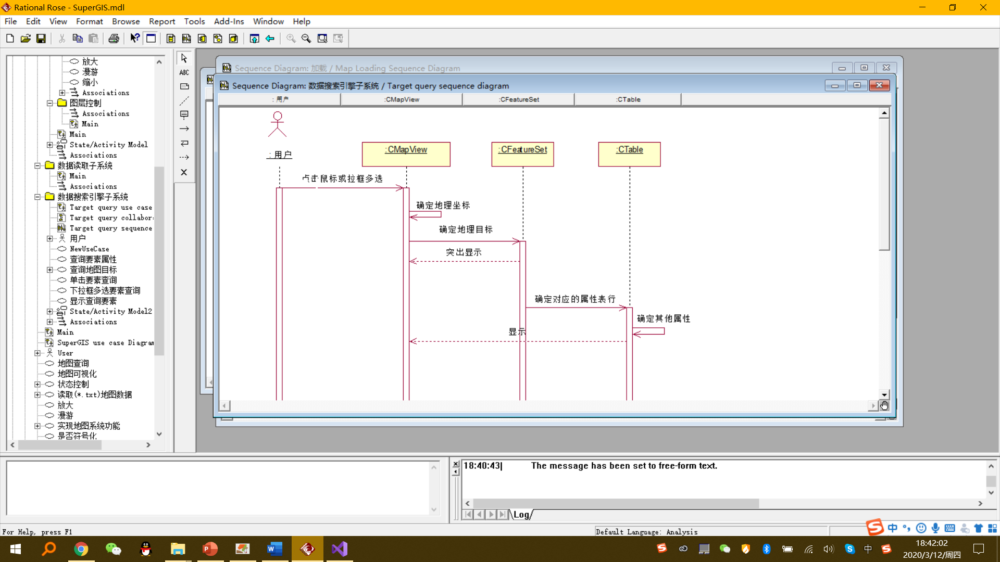 Rational Rose - SuperGIS.mdl
File Edit View Format Browse Report Tools Add-Ins Window Help
放大
漫游
缩小
Associations
图层控制
Associations
Main
Main
State/Activity Model
Associations
数据读取子系统
Main
Associations
数据搜索引擎子系统
Target query use case
Target query collabor
Target query sequence
用户
NewUseCase
查询要素属性
查询地图目标
单击要素查询
下拉框多选要素查询
显示查询要素
State/Activity Model2
Associations
Main
SuperGIS use case Diagram
User
地图查询
地图可视化
状态控制
读取(*.txt)地图数据
放大
漫游
实现地图系统功能
是否符号化
ABC
Sequence Diagram: 加载 / Map Loading Sequence Diagram
Sequence Diagram: 数据搜索引擎子系统 / Target query sequence diagram
: 用户 :CMapView :CFeatureSet :CTable
: 用户
:CMapView
:CFeatureSet
:CTable
点击鼠标或拉框多选
确定地理坐标
确定地理目标
突出显示
确定对应的属性表行
确定其他属性
显示
18:40:43| The message has been set to free-form text.
Log
For Help, press F1
Default Language: Analysis
中
18:42:02
2020/3/12/周四
中